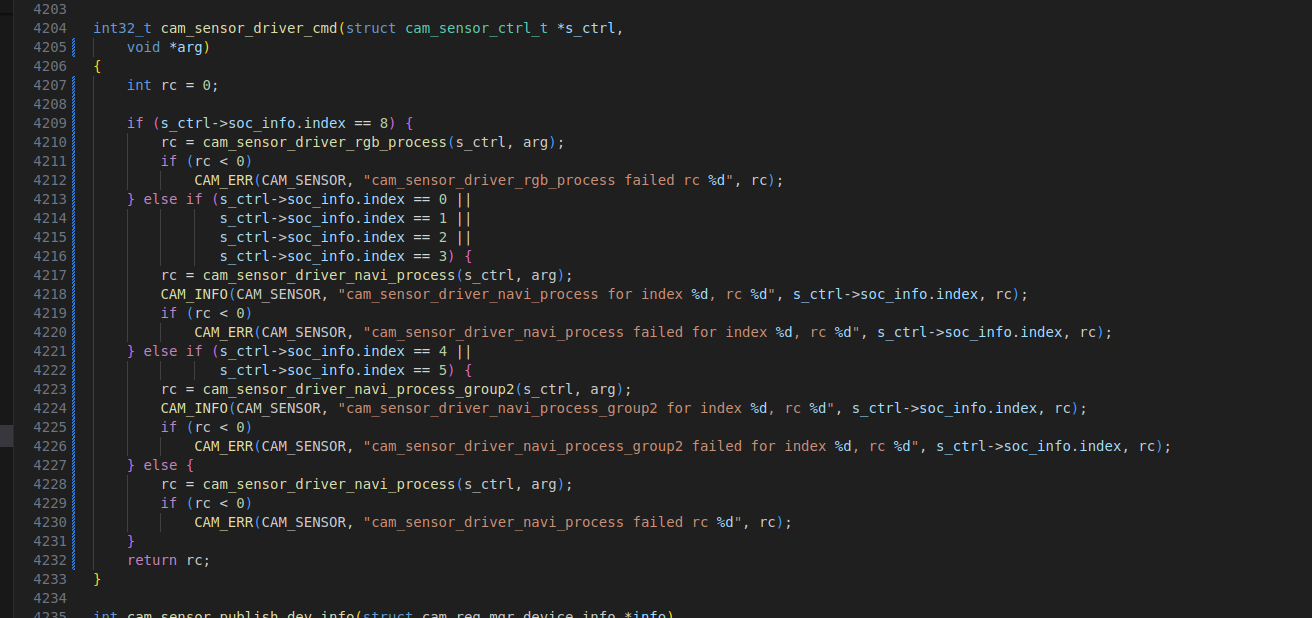 4203
4204 int32_t cam_sensor_driver_cmd(struct cam_sensor_ctrl_t *s_ctrl,
4205     void *arg)
4206 {
4207     int rc = 0;
4208
4209     if (s_ctrl->soc_info.index == 8) {
4210         rc = cam_sensor_driver_rgb_process(s_ctrl, arg);
4211         if (rc < 0)
4212             CAM_ERR(CAM_SENSOR, "cam_sensor_driver_rgb_process failed rc %d", rc);
4213     } else if (s_ctrl->soc_info.index == 0 ||
4214                s_ctrl->soc_info.index == 1 ||
4215                s_ctrl->soc_info.index == 2 ||
4216                s_ctrl->soc_info.index == 3) {
4217         rc = cam_sensor_driver_navi_process(s_ctrl, arg);
4218         CAM_INFO(CAM_SENSOR, "cam_sensor_driver_navi_process for index %d, rc %d", s_ctrl->soc_info.index, rc);
4219         if (rc < 0)
4220             CAM_ERR(CAM_SENSOR, "cam_sensor_driver_navi_process failed for index %d, rc %d", s_ctrl->soc_info.index, rc);
4221     } else if (s_ctrl->soc_info.index == 4 ||
4222                s_ctrl->soc_info.index == 5) {
4223         rc = cam_sensor_driver_navi_process_group2(s_ctrl, arg);
4224         CAM_INFO(CAM_SENSOR, "cam_sensor_driver_navi_process_group2 for index %d, rc %d", s_ctrl->soc_info.index, rc);
4225         if (rc < 0)
4226             CAM_ERR(CAM_SENSOR, "cam_sensor_driver_navi_process_group2 failed for index %d, rc %d", s_ctrl->soc_info.index, rc);
4227     } else {
4228         rc = cam_sensor_driver_navi_process(s_ctrl, arg);
4229         if (rc < 0)
4230             CAM_ERR(CAM_SENSOR, "cam_sensor_driver_navi_process failed rc %d", rc);
4231     }
4232     return rc;
4233 }
4234
4235 int cam_sensor_publish_dev_info(struct cam_req_mgr_device_info *info)